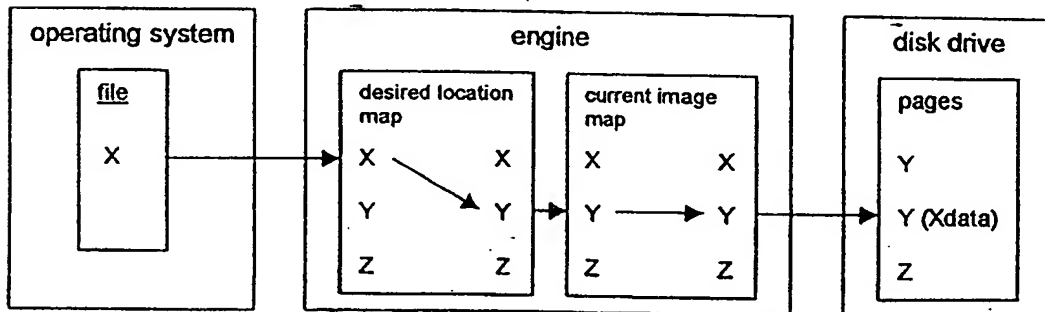 operating system
file
X
engine
desired location
map
X X
Y Y
Z Z
current image
map
X X
Y Y
Z Z
disk drive
pages
Y
Y (Xdata)
Z